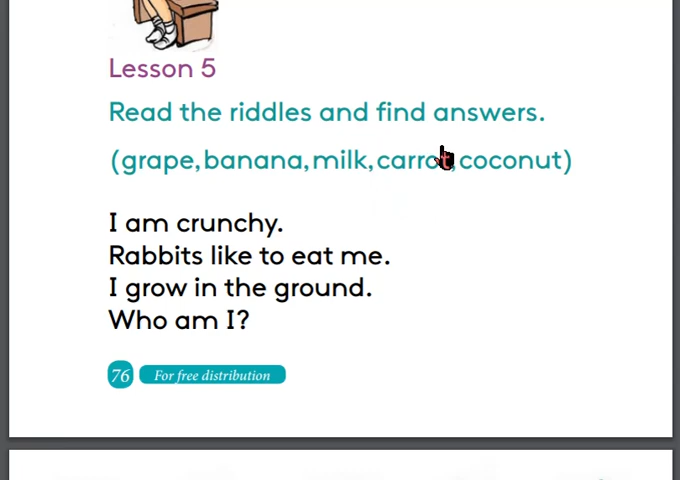 Lesson 5
Read the riddles and find answers.
(grape, banana, milk, carrot, coconut)
I am crunchy.
Rabbits like to eat me.
I grow in the ground.
Who am I?
76 For free distribution